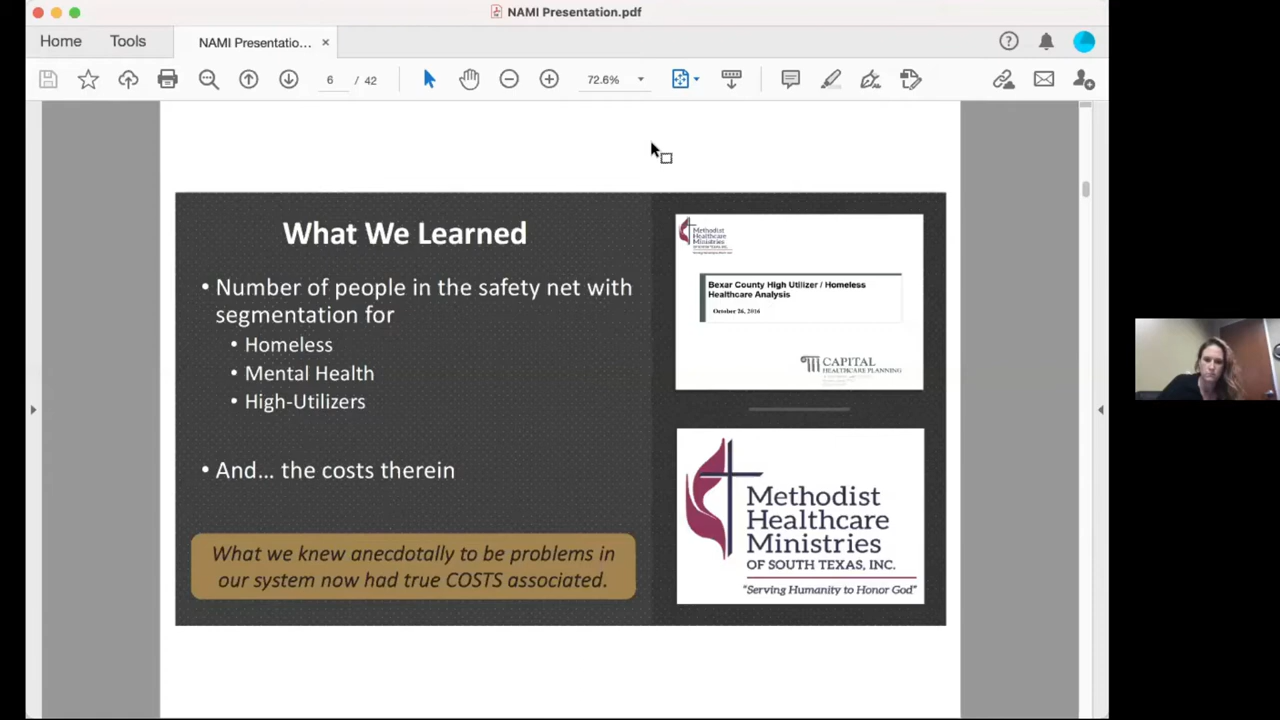 NAMI Presentation.pdf
Home
Tools
NAMI Presentatio...
6 / 42
72.6%
What We Learned
• Number of people in the safety net with
segmentation for
• Homeless
• Mental Health
• High-Utilizers
• And... the costs therein
What we knew anecdotally to be problems in
our system now had true COSTS associated.
Methodist
Healthcare
Ministries
Bexar County High Utilizer / Homeless
Healthcare Analysis
October 26, 2016
CAPITAL
HEALTHCARE PLANNING
Methodist
Healthcare
Ministries
OF SOUTH TEXAS, INC.
"Serving Humanity to Honor God"